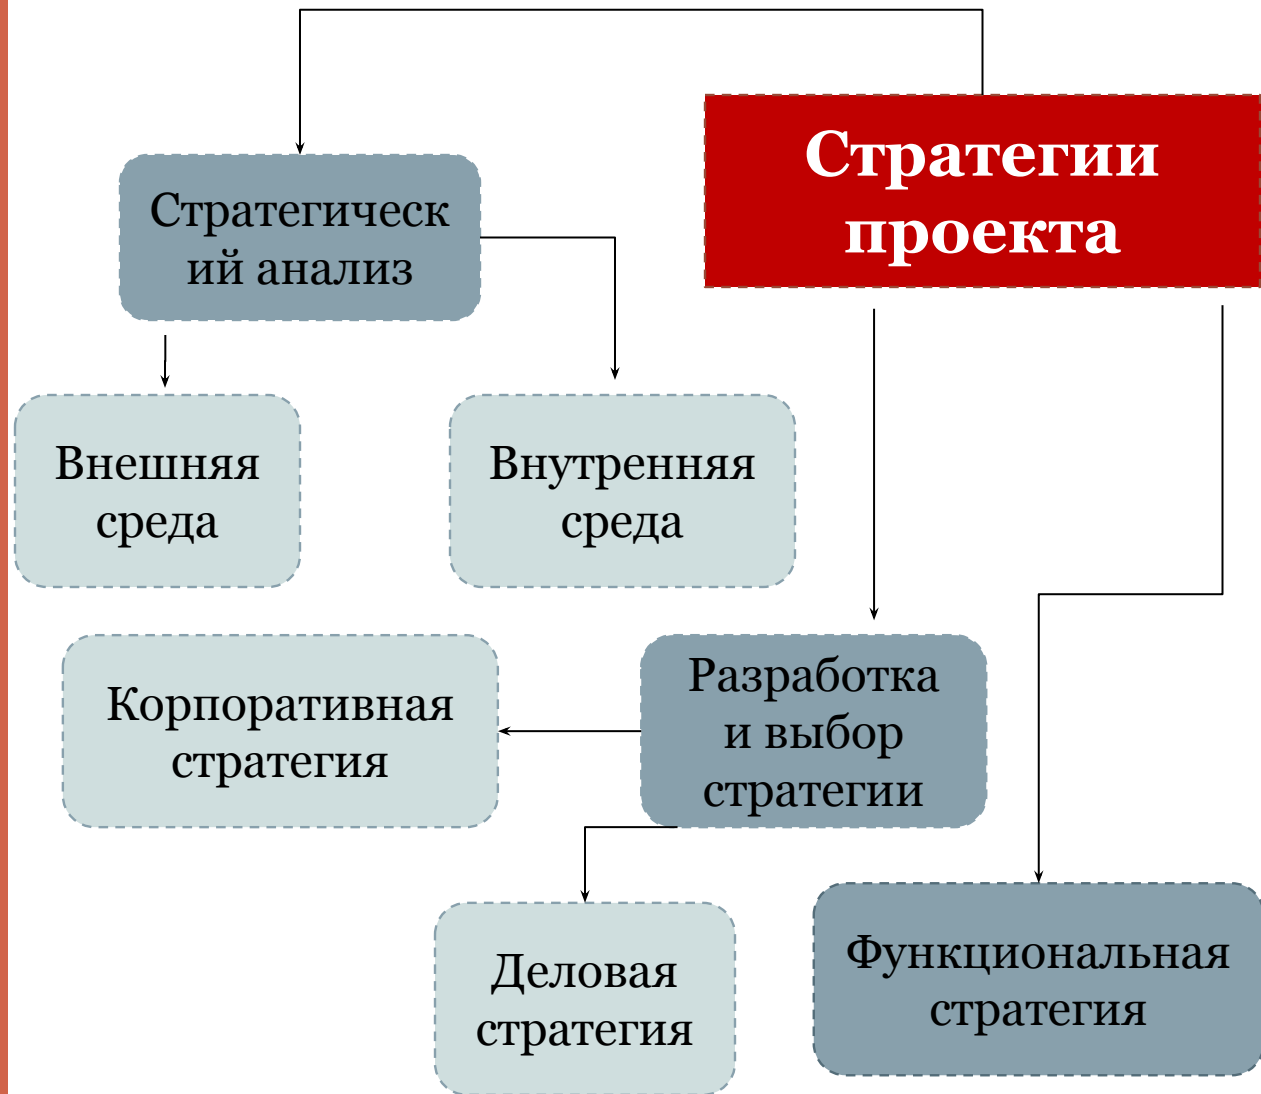 Стратегии
проекта
Стратегическ
ий анализ
Внешняя
среда
Внутренняя
среда
Корпоративная
стратегия
Разработка
и выбор
стратегии
Деловая
стратегия
Функциональная
стратегия